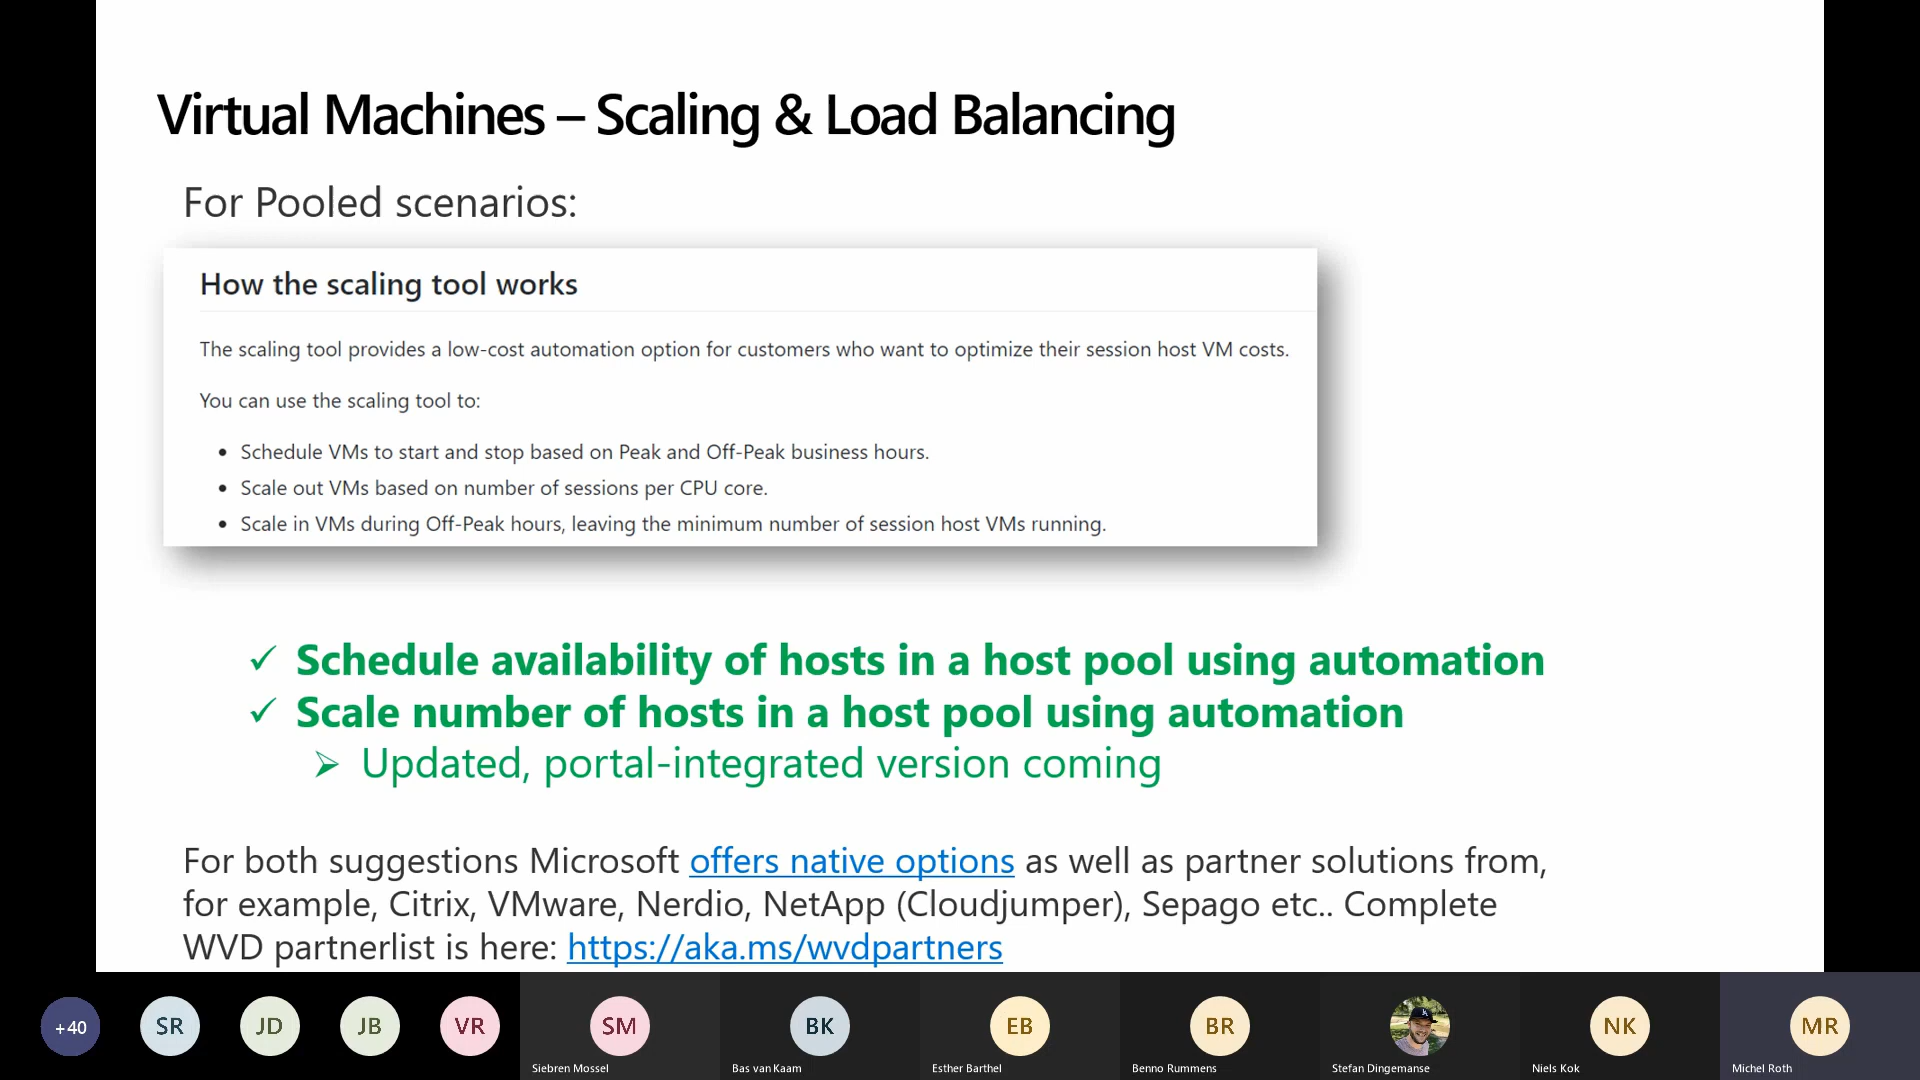 Virtual Machines – Scaling & Load Balancing
For Pooled scenarios:
How the scaling tool works
The scaling tool provides a low-cost automation option for customers who want to optimize their session host VM costs.
You can use the scaling tool to:
• Schedule VMs to start and stop based on Peak and Off-Peak business hours.
• Scale out VMs based on number of sessions per CPU core.
• Scale in VMs during Off-Peak hours, leaving the minimum number of session host VMs running.
✓ Schedule availability of hosts in a host pool using automation
✓ Scale number of hosts in a host pool using automation
➢ Updated, portal-integrated version coming
For both suggestions Microsoft offers native options as well as partner solutions from,
for example, Citrix, VMware, Nerdio, NetApp (Cloudjumper), Sepago etc.. Complete
WVD partnerlist is here: https://aka.ms/wvdpartners
+40 SR JD JB VR SM BK EB BR NK MR
Siebren Mossel Bas van Kaam Esther Barthel Benno Rummens Stefan Dingemanse Niels Kok Michel Roth